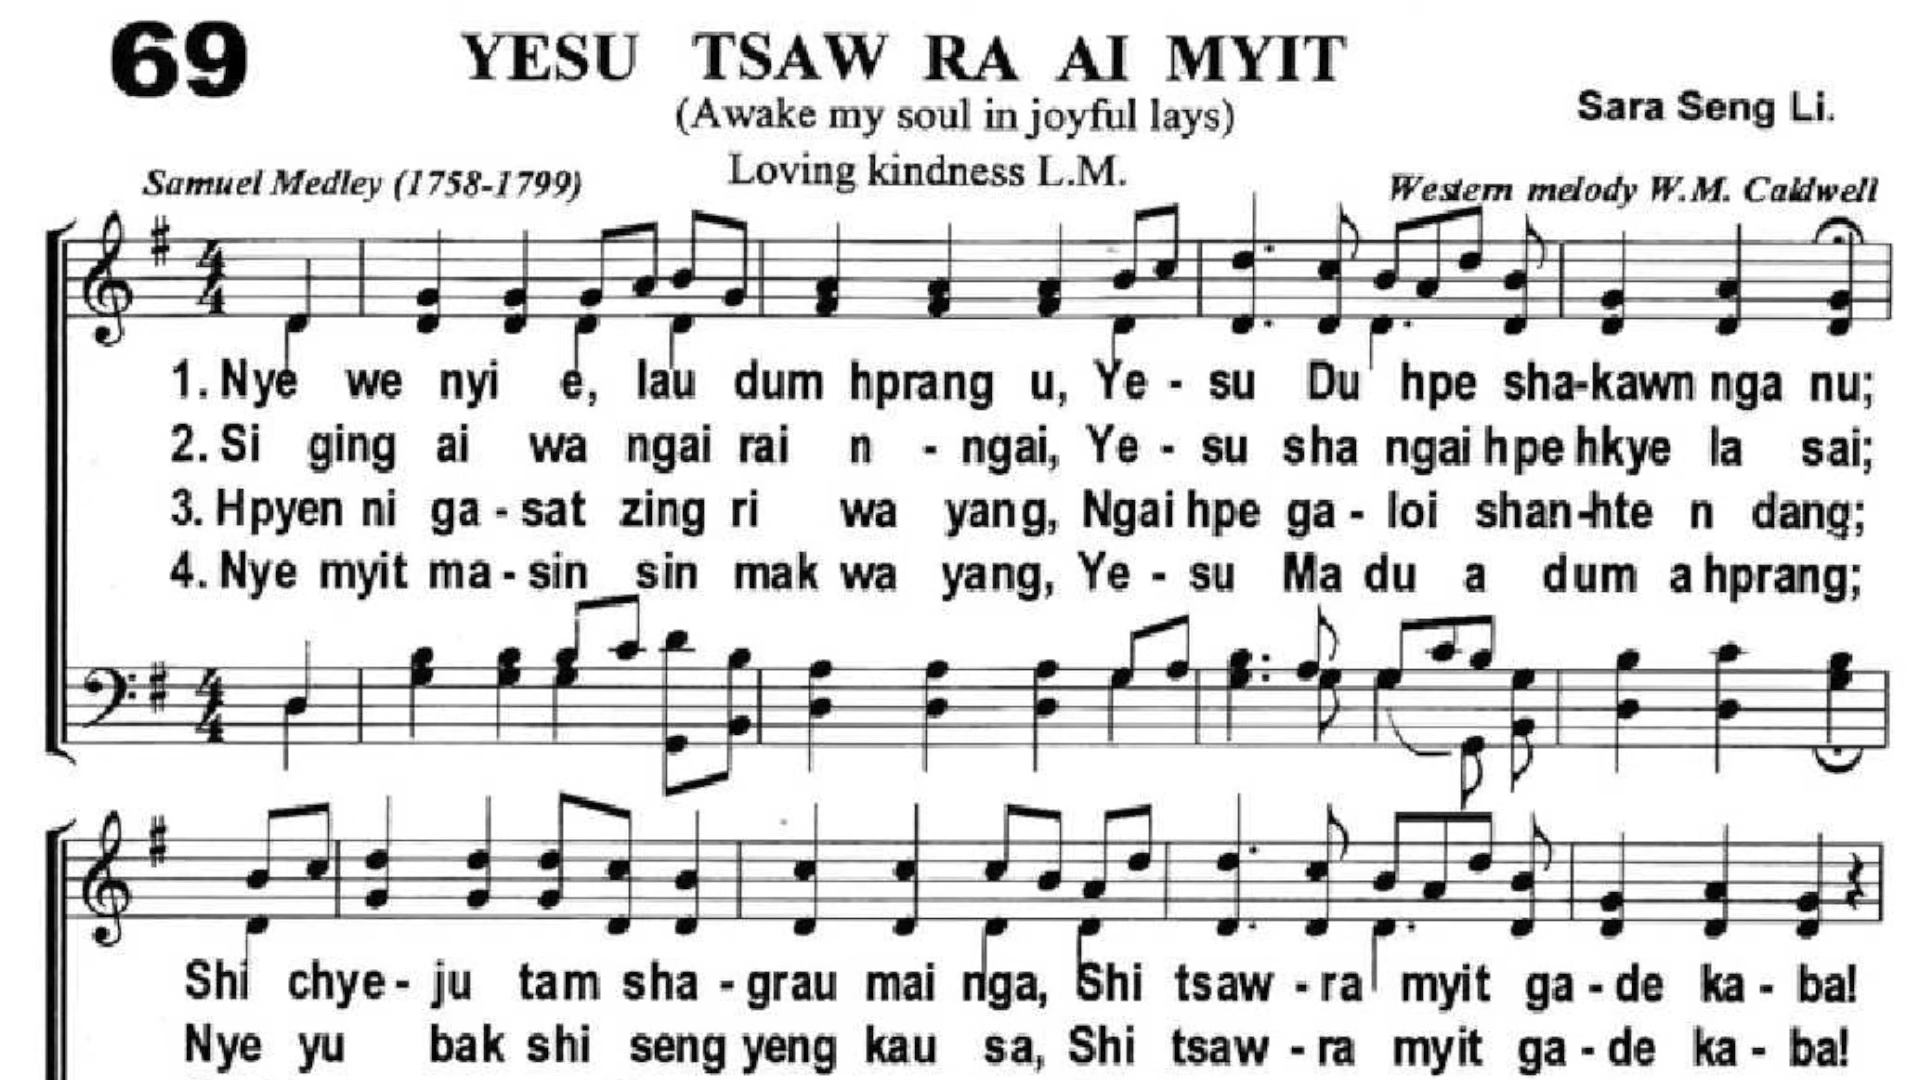 69
YESU TSAW RA AI MYIT
(Awake my soul in joyful lays)
Sara Seng Li.
Loving kindness L.M.
Samuel Medley (1758-1799)
Western melody W.M. Caldwell
1. Nye we nyi e, lau dum hprang u, Ye - su Du hpe sha-kawn nga nu;
2. Si ging ai wa ngai rai n - ngai, Ye - su sha ngai hpe hkye la sai;
3. Hpyen ni ga - sat zing ri wa yang, Ngai hpe ga - loi shan-hte n dang;
4. Nye myit ma - sin sin mak wa yang, Ye - su Ma du a dum a hprang;
Shi chye - ju tam sha - grau mai nga, Shi tsaw - ra myit ga - de ka - ba!
Nye yu bak shi seng yeng kau sa, Shi tsaw - ra myit ga - de ka - ba!